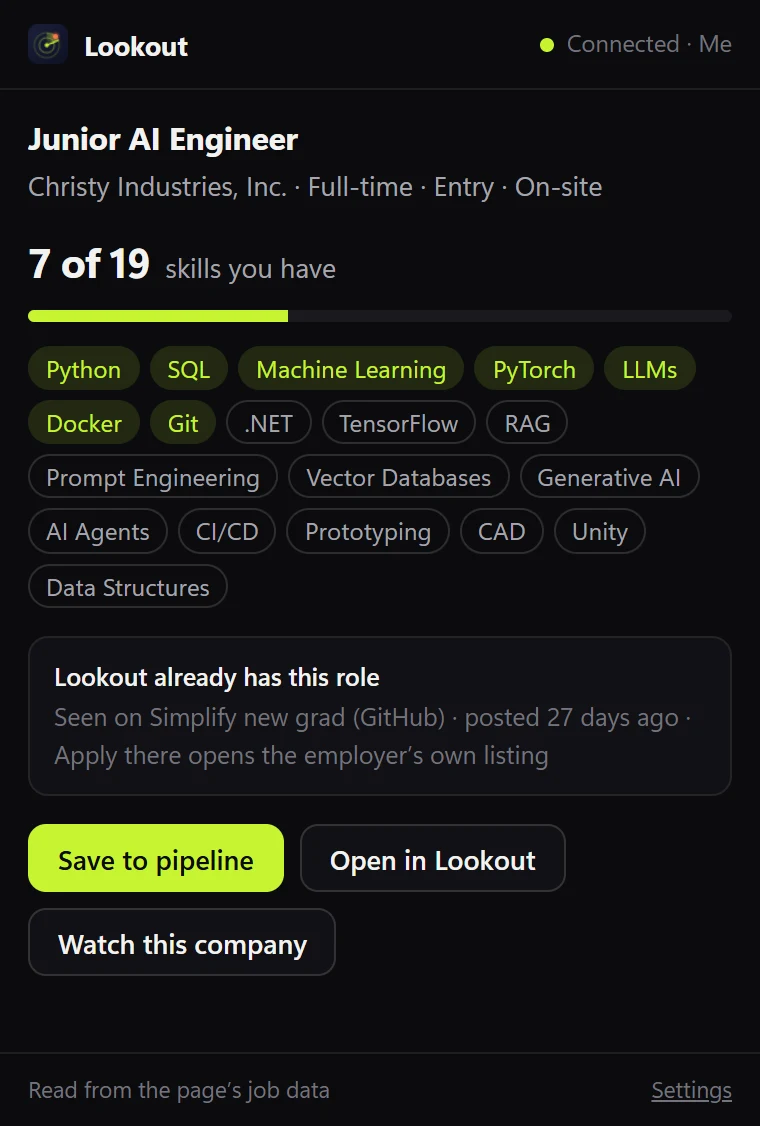 Lookout
Connected · Me
Junior AI Engineer
Christy Industries, Inc. · Full-time · Entry · On-site
7 of 19 skills you have
Python SQL Machine Learning PyTorch LLMs
Docker Git .NET TensorFlow RAG
Prompt Engineering Vector Databases Generative AI
AI Agents CI/CD Prototyping CAD Unity
Data Structures
Lookout already has this role
Seen on Simplify new grad (GitHub) · posted 27 days ago ·
Apply there opens the employer’s own listing
Save to pipeline Open in Lookout
Watch this company
Read from the page’s job data Settings